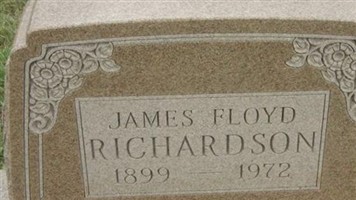 JAMES FLOYD
RICHARDSON
1899 — 1972